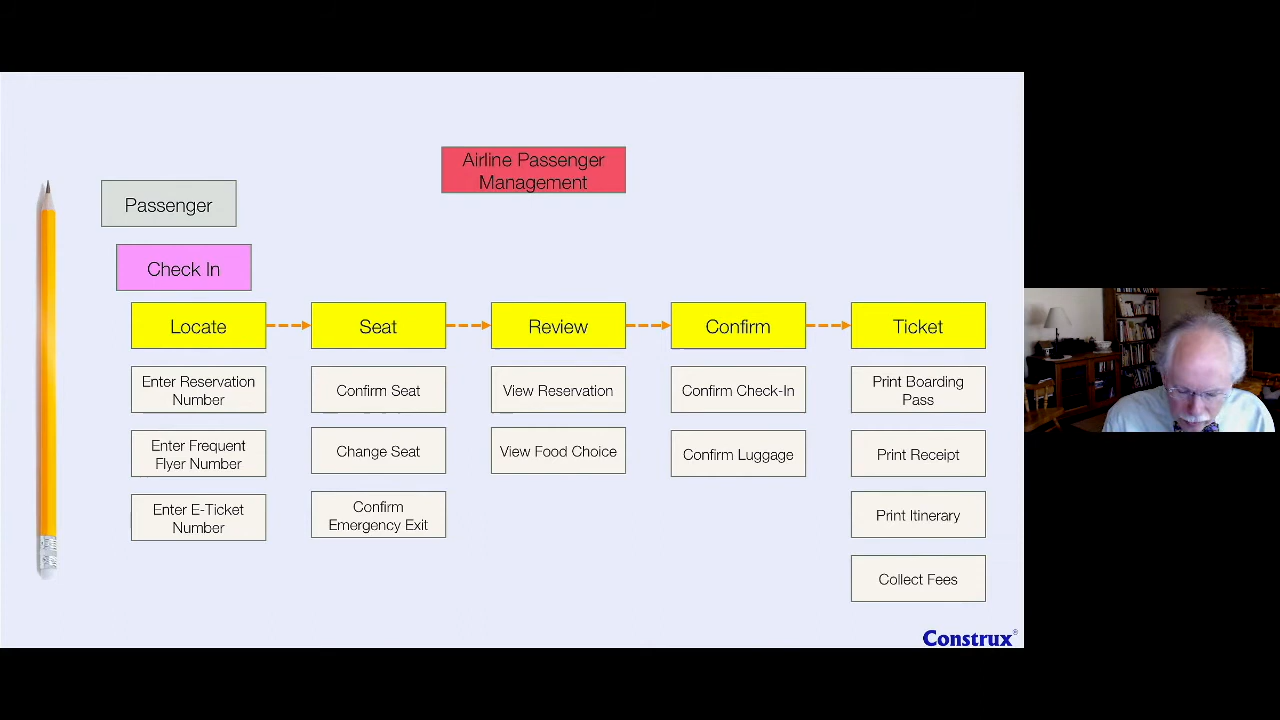 Airline Passenger
Management
Passenger
Check In
Locate
Seat
Review
Confirm
Ticket
Enter Reservation
Number
Confirm Seat
View Reservation
Confirm Check-In
Print Boarding
Pass
Enter Frequent
Flyer Number
Change Seat
View Food Choice
Confirm Luggage
Print Receipt
Enter E-Ticket
Number
Confirm
Emergency Exit
Print Itinerary
Collect Fees
Construx®